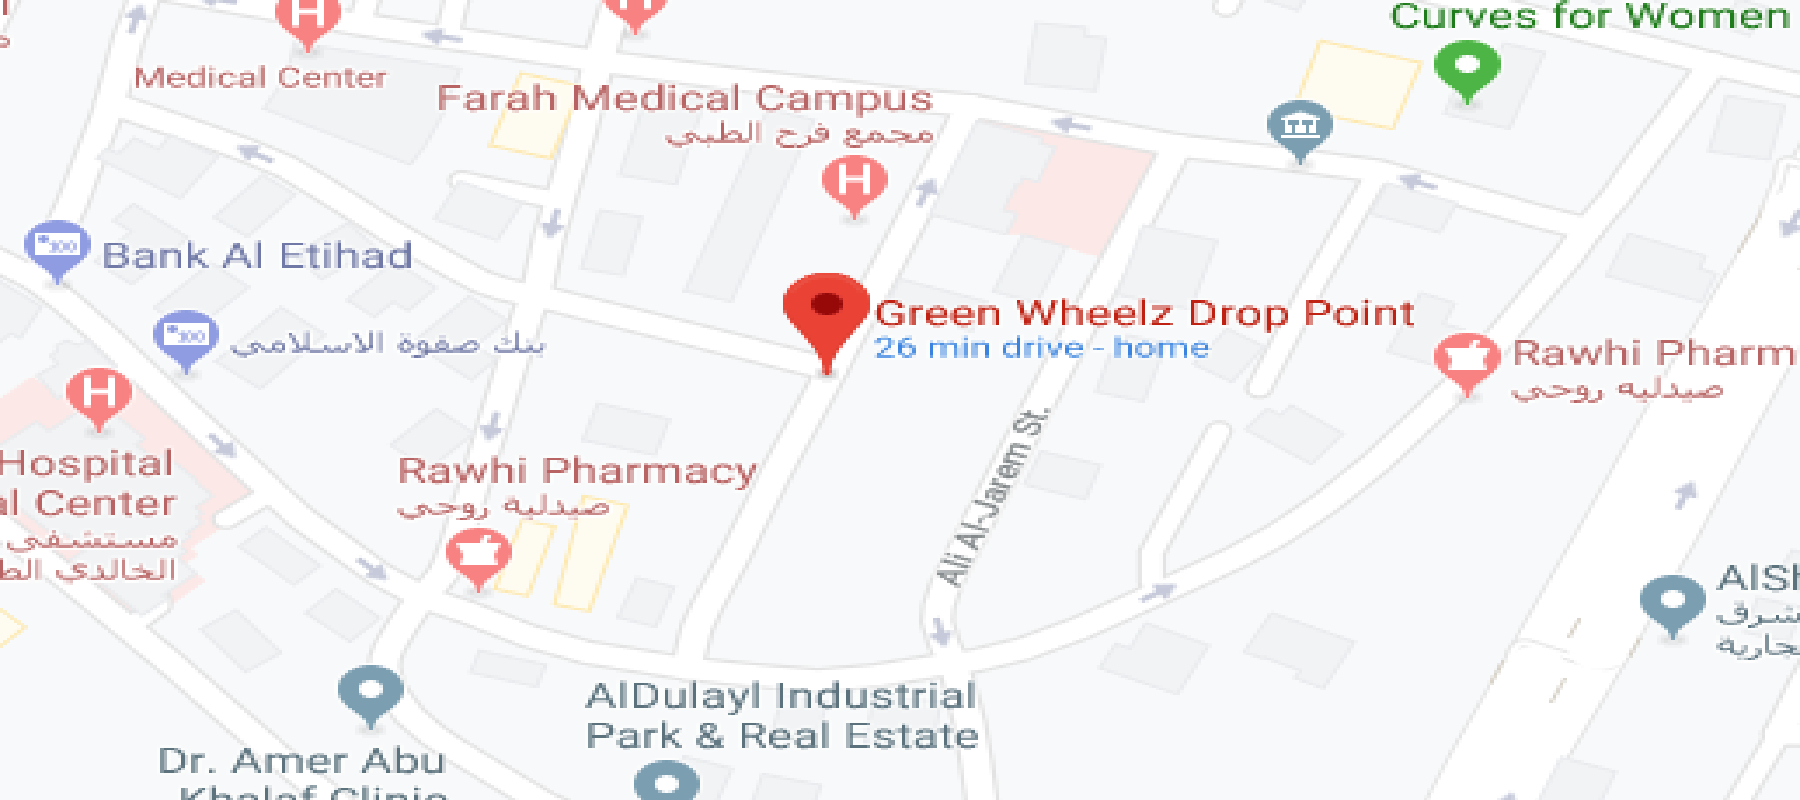 Curves for Women
Medical Center
Farah Medical Campus
مجمع فرح الطبي
Bank Al Etihad
بنك صفوة الاسلامي
Green Wheelz Drop Point
26 min drive - home
Rawhi Pharm
صيدلية روحي
Hospital
al Center
مستشفى
الخالدي الط
Rawhi Pharmacy
صيدلية روحي
Ali Al-Jarem St.
AlSh
شرق
جارية
AlDulayl Industrial
Park & Real Estate
Dr. Amer Abu
Khalaf Clinic